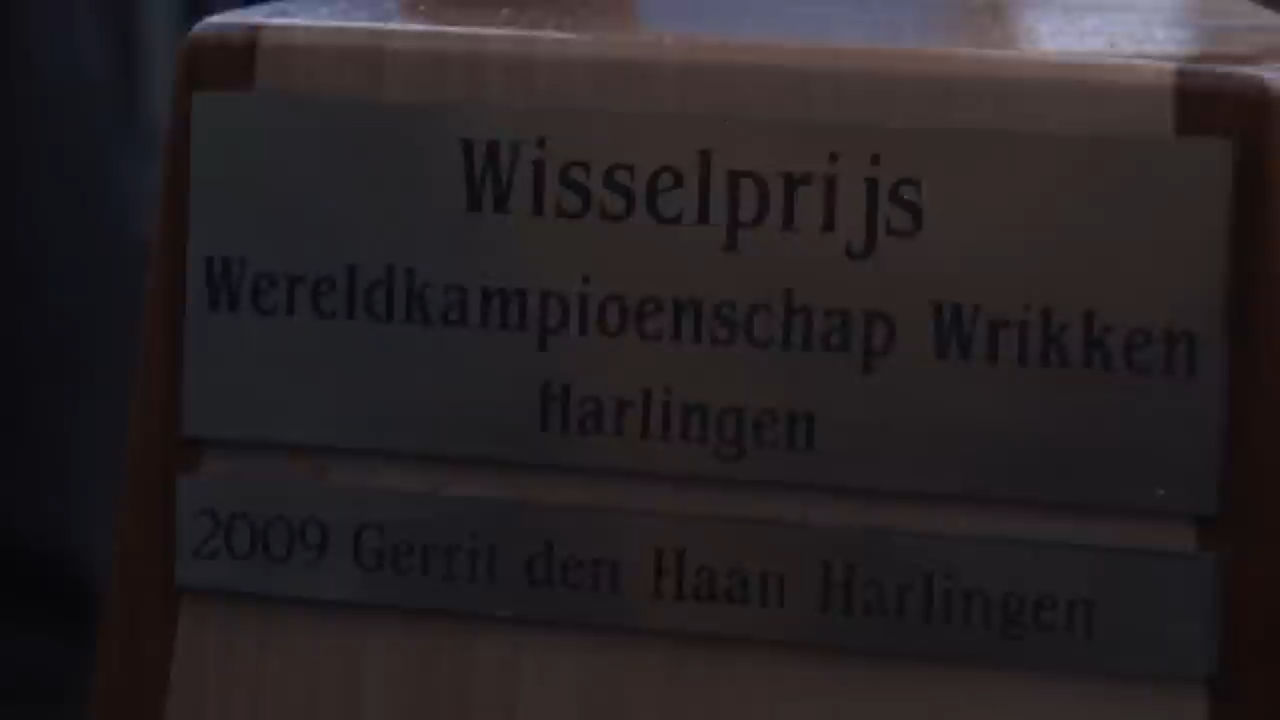 Wisselprijs
Wereldkampioenschap Wrikken
Harlingen
2009 Gerrit den Haan Harlingen